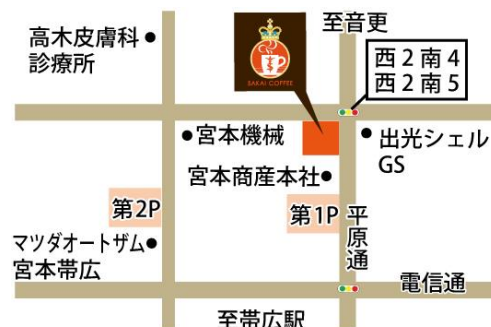 至音更
高木皮膚科
診療所
SAKAI COFFEE
西2南4
西2南5
宮本機械
出光シェル
GS
宮本商産本社
第2P
第1P
平原通
マツダオートザム
宮本帯広
電信通
至帯広駅